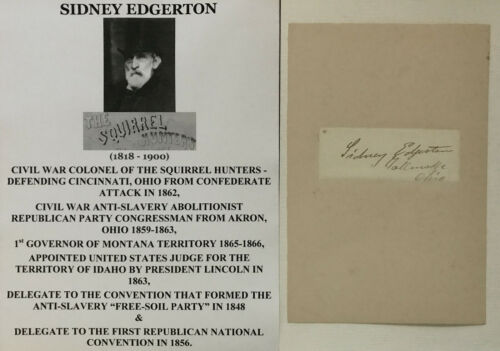 SIDNEY EDGERTON
THE
SQUIRREL
HUNTERS
(1818 - 1900)
CIVIL WAR COLONEL OF THE SQUIRREL HUNTERS -
DEFENDING CINCINNATI, OHIO FROM CONFEDERATE
ATTACK IN 1862,
CIVIL WAR ANTI-SLAVERY ABOLITIONIST
REPUBLICAN PARTY CONGRESSMAN FROM AKRON,
OHIO 1859-1863,
1st GOVERNOR OF MONTANA TERRITORY 1865-1866,
APPOINTED UNITED STATES JUDGE FOR THE
TERRITORY OF IDAHO BY PRESIDENT LINCOLN IN
1863,
DELEGATE TO THE CONVENTION THAT FORMED THE
ANTI-SLAVERY “FREE-SOIL PARTY” IN 1848
&
DELEGATE TO THE FIRST REPUBLICAN NATIONAL
CONVENTION IN 1856.
Sidney Edgerton
Tallmadge
Ohio